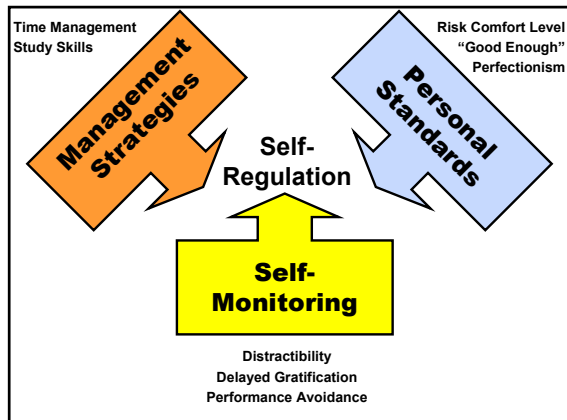 Time Management
Study Skills
Risk Comfort Level
“Good Enough”
Perfectionism
Management
Strategies
Personal
Standards
Self-
Regulation
Self-
Monitoring
Distractibility
Delayed Gratification
Performance Avoidance